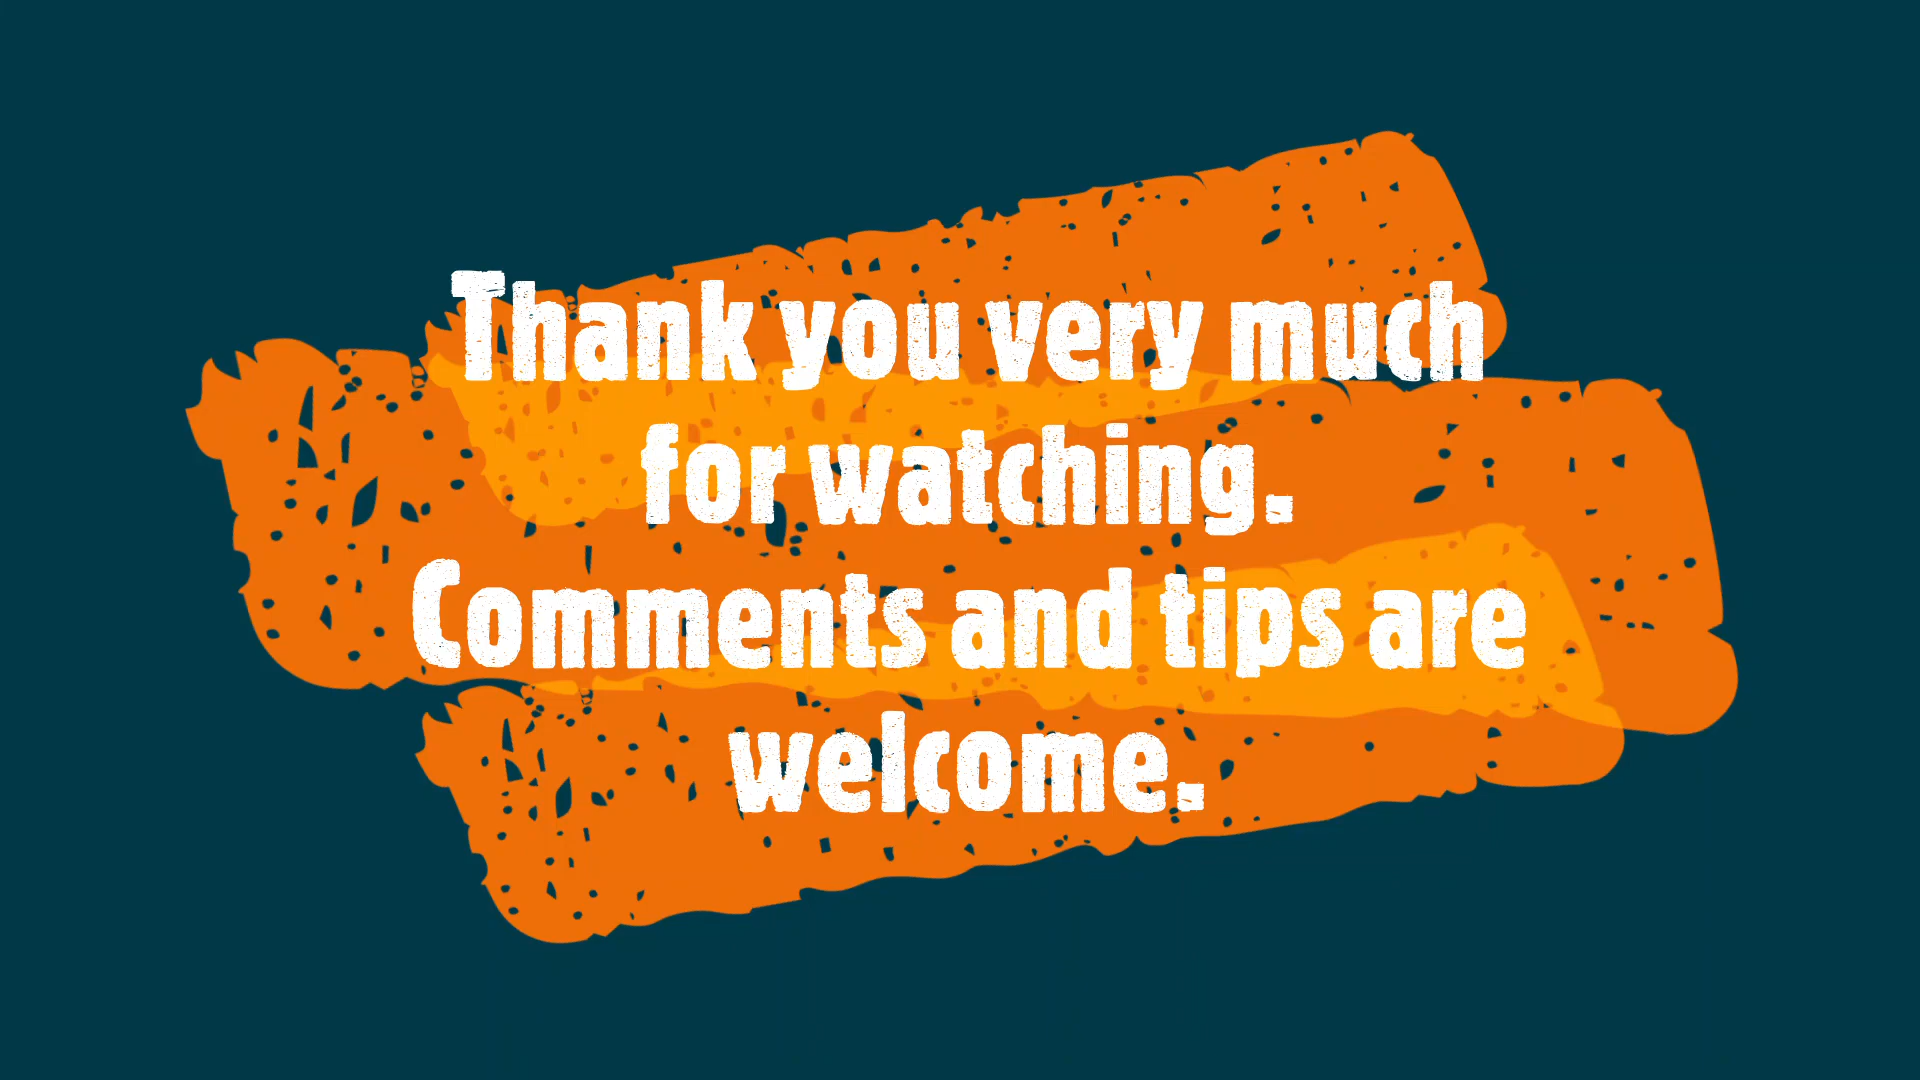 Thank you very much
for watching.
Comments and tips are
welcome.